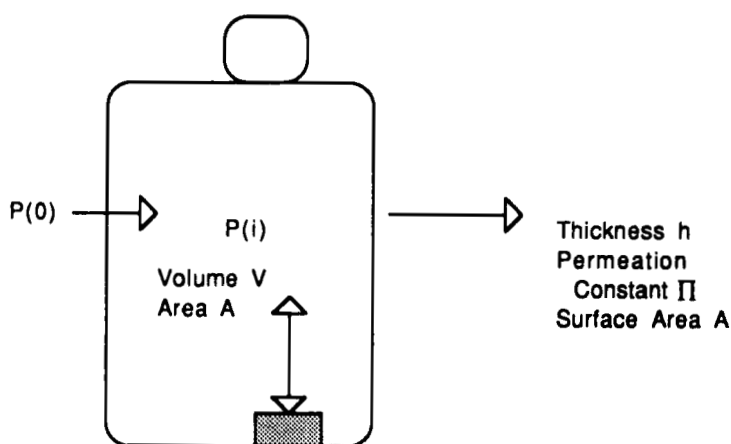 P(0)
P(i)
Volume V
Area A
Thickness h
Permeation
Constant Π
Surface Area A